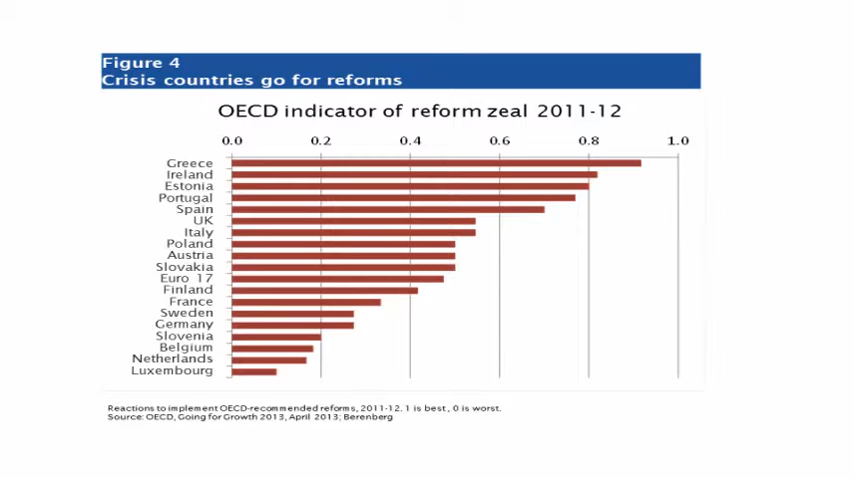 Figure 4
Crisis countries go for reforms
OECD indicator of reform zeal 2011-12
0.0 0.2 0.4 0.6 0.8 1.0
Greece
Ireland
Estonia
Portugal
Spain
UK
Italy
Poland
Austria
Slovakia
Euro 17
Finland
France
Sweden
Germany
Slovenia
Belgium
Netherlands
Luxembourg
Reactions to implement OECD-recommended reforms, 2011-12. 1 is best , 0 is worst.
Source: OECD, Going for Growth 2013, April 2013; Berenberg